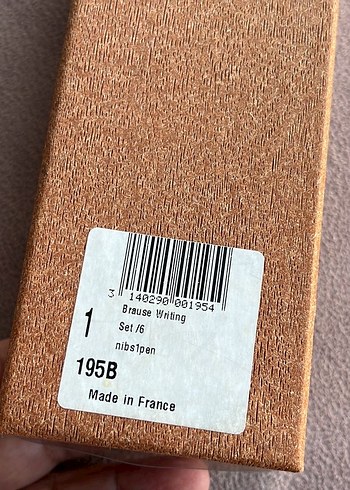 3 140290 001954
1
Brause Writing
Set /6
nibs1pen
195B
Made in France